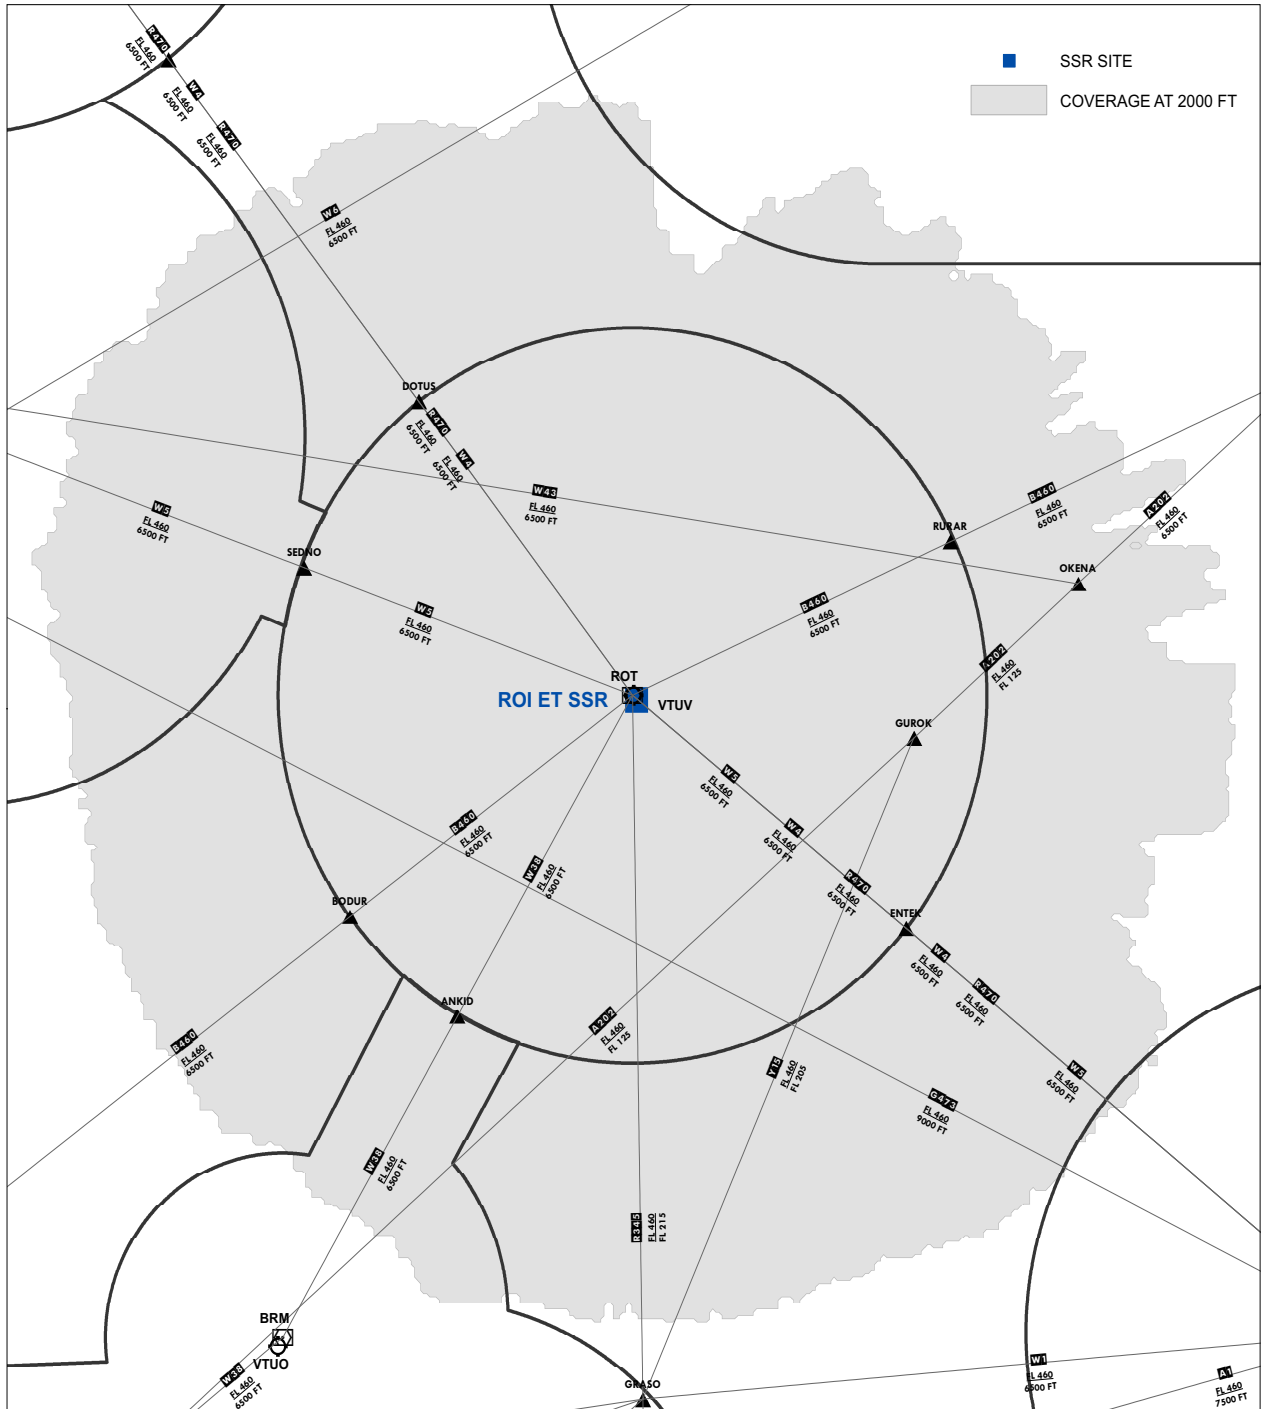 R470
FL 460
6500 FT
W4
FL 460
6500 FT
R470
FL 460
6500 FT
SSR SITE
COVERAGE AT 2000 FT
W6
FL 460
6500 FT
DOTUS
R470
FL 460
6500 FT
W4
FL 460
6500 FT
W43
FL 460
6500 FT
W5
FL 460
6500 FT
B460
FL 460
6500 FT
A202
FL 460
6500 FT
RURAR
SEDNO
OKENA
W5
FL 460
6500 FT
B460
FL 460
6500 FT
A202
FL 460
FL 125
ROT
ROI ET SSR
VTUV
GUROK
W5
FL 460
6500 FT
W4
FL 460
6500 FT
B460
FL 460
6500 FT
W38
FL 460
6500 FT
R470
FL 460
6500 FT
BODUR
ENTEK
W4
FL 460
6500 FT
R470
FL 460
6500 FT
ANKID
A202
FL 460
FL 125
B460
FL 460
6500 FT
Y15
FL 460
FL 205
W5
FL 460
6500 FT
G473
FL 460
9000 FT
W38
FL 460
6500 FT
R345
FL 460
FL 215
BRM
VTUO
W38
FL 460
6500 FT
GRASO
W1
FL 460
6500 FT
A1
FL 460
7500 FT